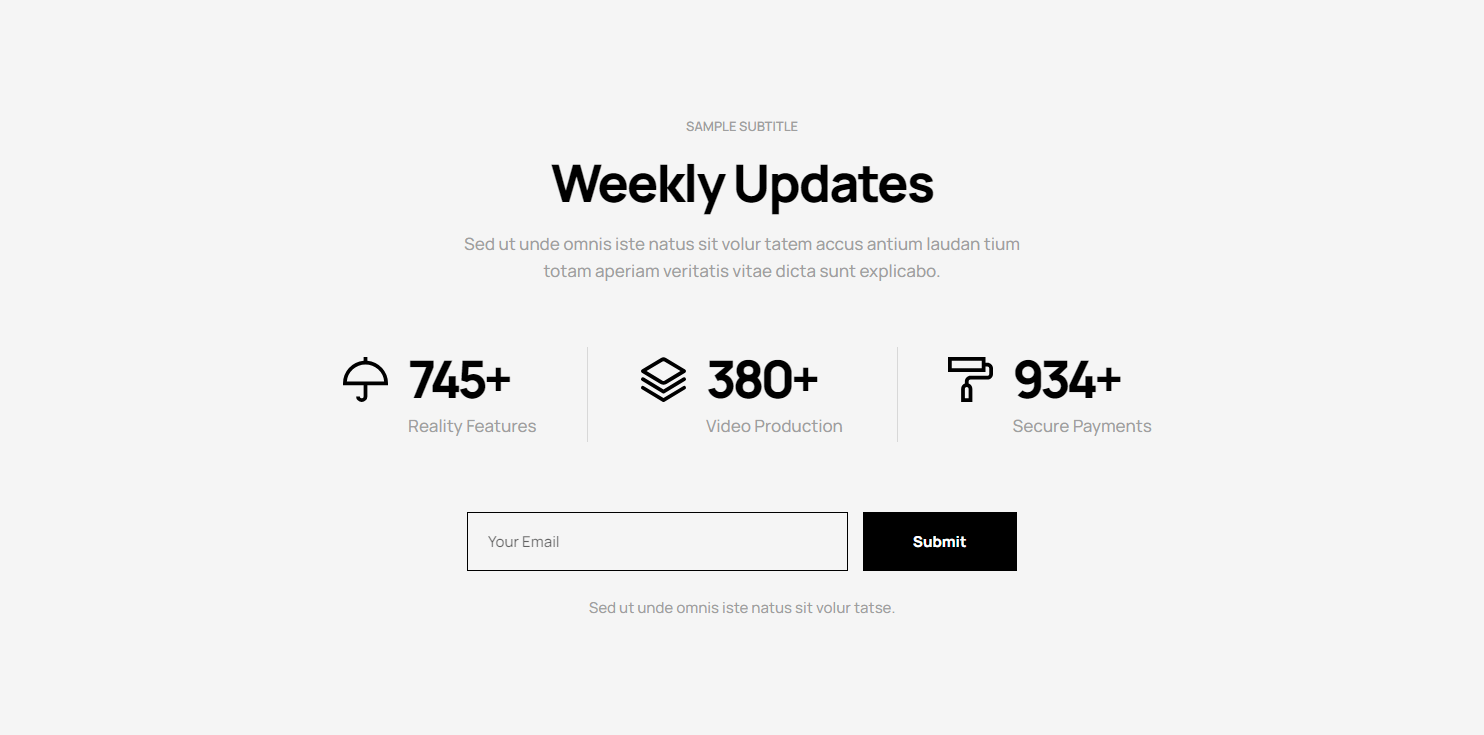 SAMPLE SUBTITLE
Weekly Updates
Sed ut unde omnis iste natus sit volur tatem accus antium laudan tium
totam aperiam veritatis vitae dicta sunt explicabo.
745+
Reality Features
380+
Video Production
934+
Secure Payments
Your Email
Submit
Sed ut unde omnis iste natus sit volur tatse.